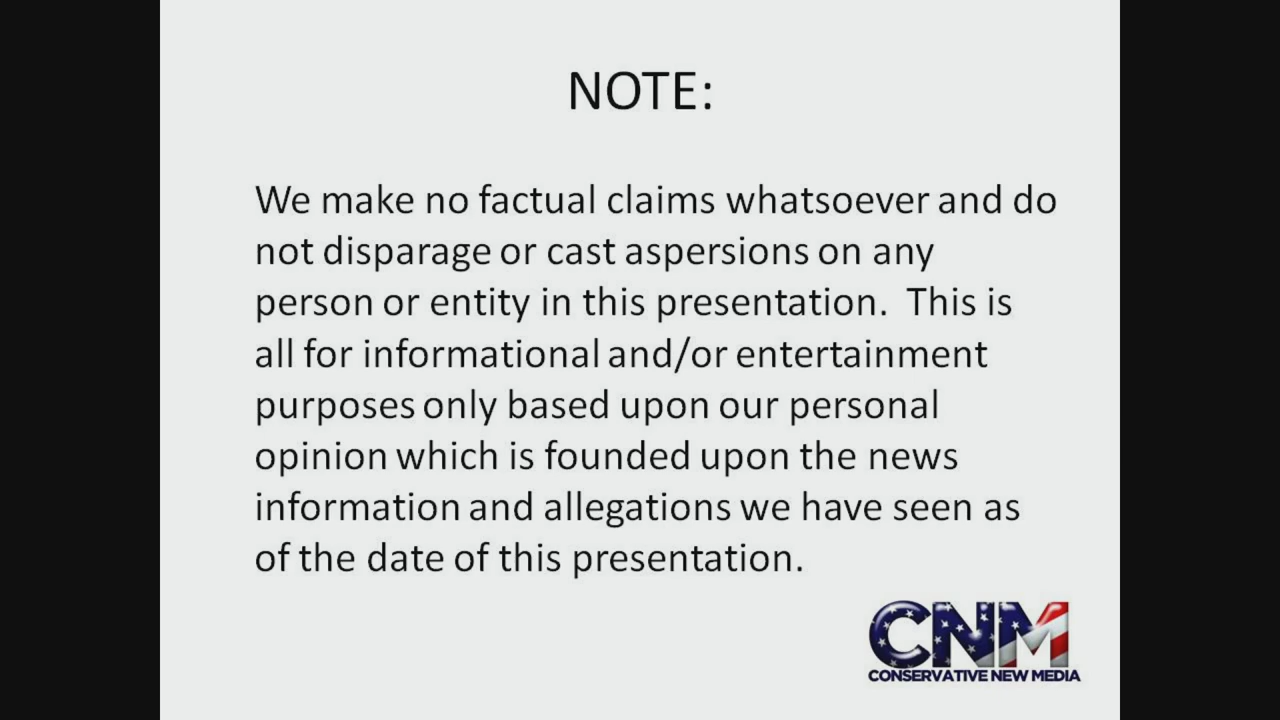 NOTE:
We make no factual claims whatsoever and do
not disparage or cast aspersions on any
person or entity in this presentation.  This is
all for informational and/or entertainment
purposes only based upon our personal
opinion which is founded upon the news
information and allegations we have seen as
of the date of this presentation.
CNM
CONSERVATIVE NEW MEDIA